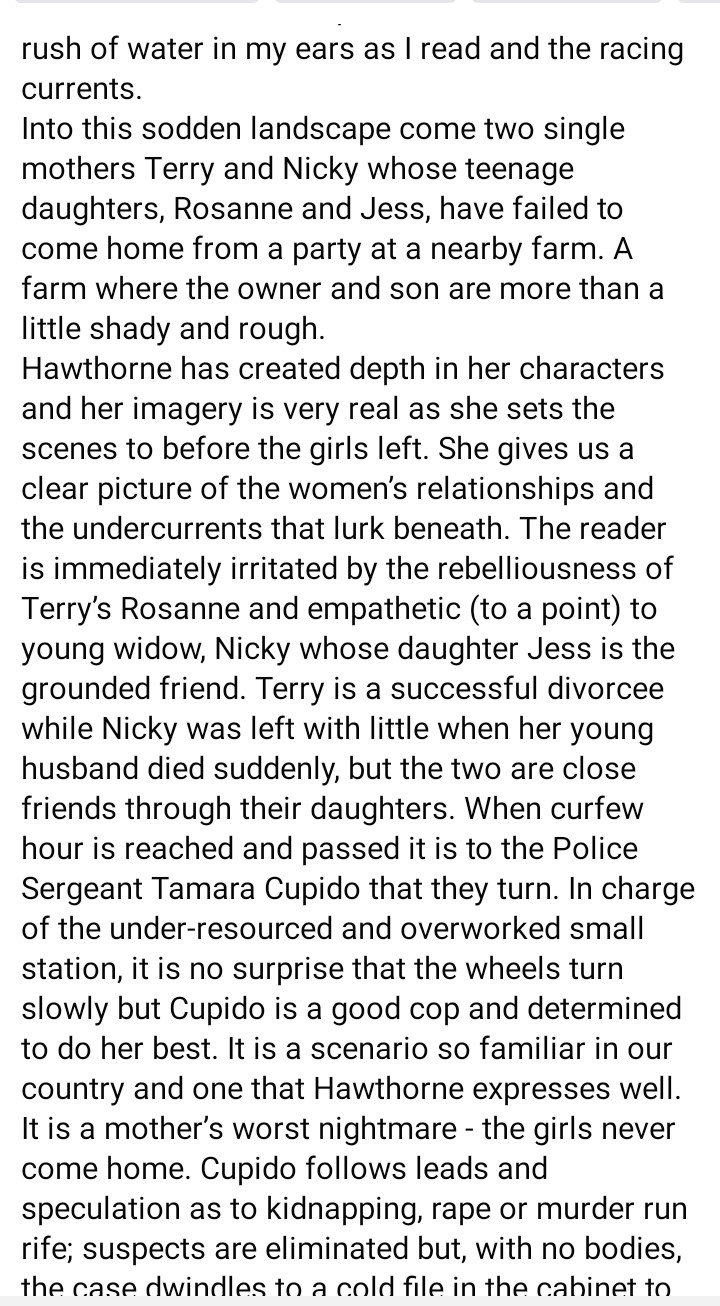 rush of water in my ears as I read and the racing
currents.
Into this sodden landscape come two single
mothers Terry and Nicky whose teenage
daughters, Rosanne and Jess, have failed to
come home from a party at a nearby farm. A
farm where the owner and son are more than a
little shady and rough.
Hawthorne has created depth in her characters
and her imagery is very real as she sets the
scenes to before the girls left. She gives us a
clear picture of the women’s relationships and
the undercurrents that lurk beneath. The reader
is immediately irritated by the rebelliousness of
Terry’s Rosanne and empathetic (to a point) to
young widow, Nicky whose daughter Jess is the
grounded friend. Terry is a successful divorcee
while Nicky was left with little when her young
husband died suddenly, but the two are close
friends through their daughters. When curfew
hour is reached and passed it is to the Police
Sergeant Tamara Cupido that they turn. In charge
of the under-resourced and overworked small
station, it is no surprise that the wheels turn
slowly but Cupido is a good cop and determined
to do her best. It is a scenario so familiar in our
country and one that Hawthorne expresses well.
It is a mother’s worst nightmare - the girls never
come home. Cupido follows leads and
speculation as to kidnapping, rape or murder run
rife; suspects are eliminated but, with no bodies,
the case dwindles to a cold file in the cabinet to